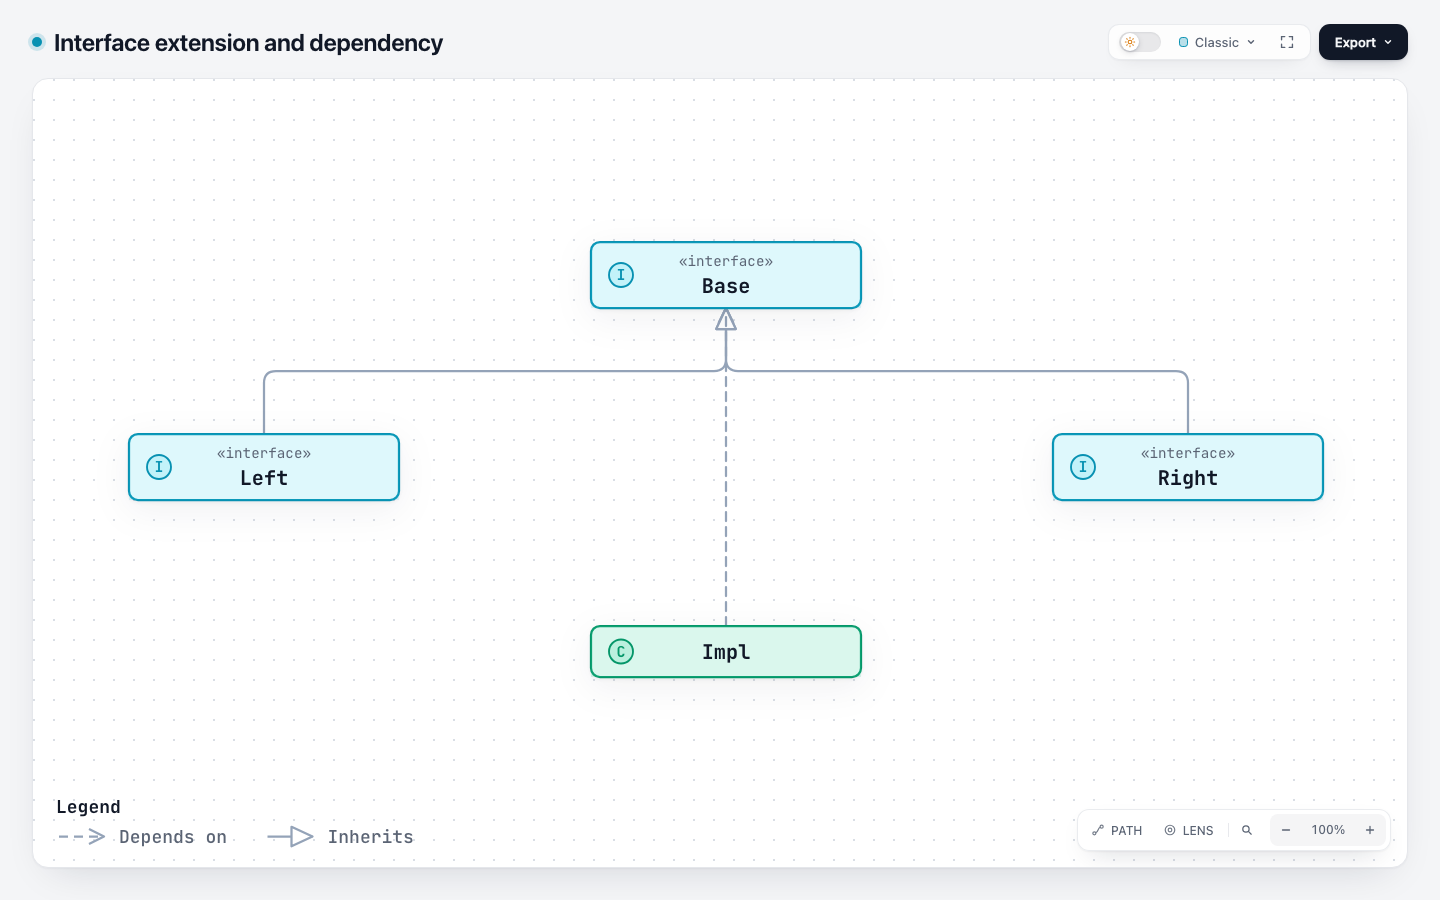 Interface extension and dependency
Classic
Export
«interface»
I
Base
«interface»
I
Left
«interface»
I
Right
C
Impl
Legend
Depends on
Inherits
PATH
LENS
− 100% +